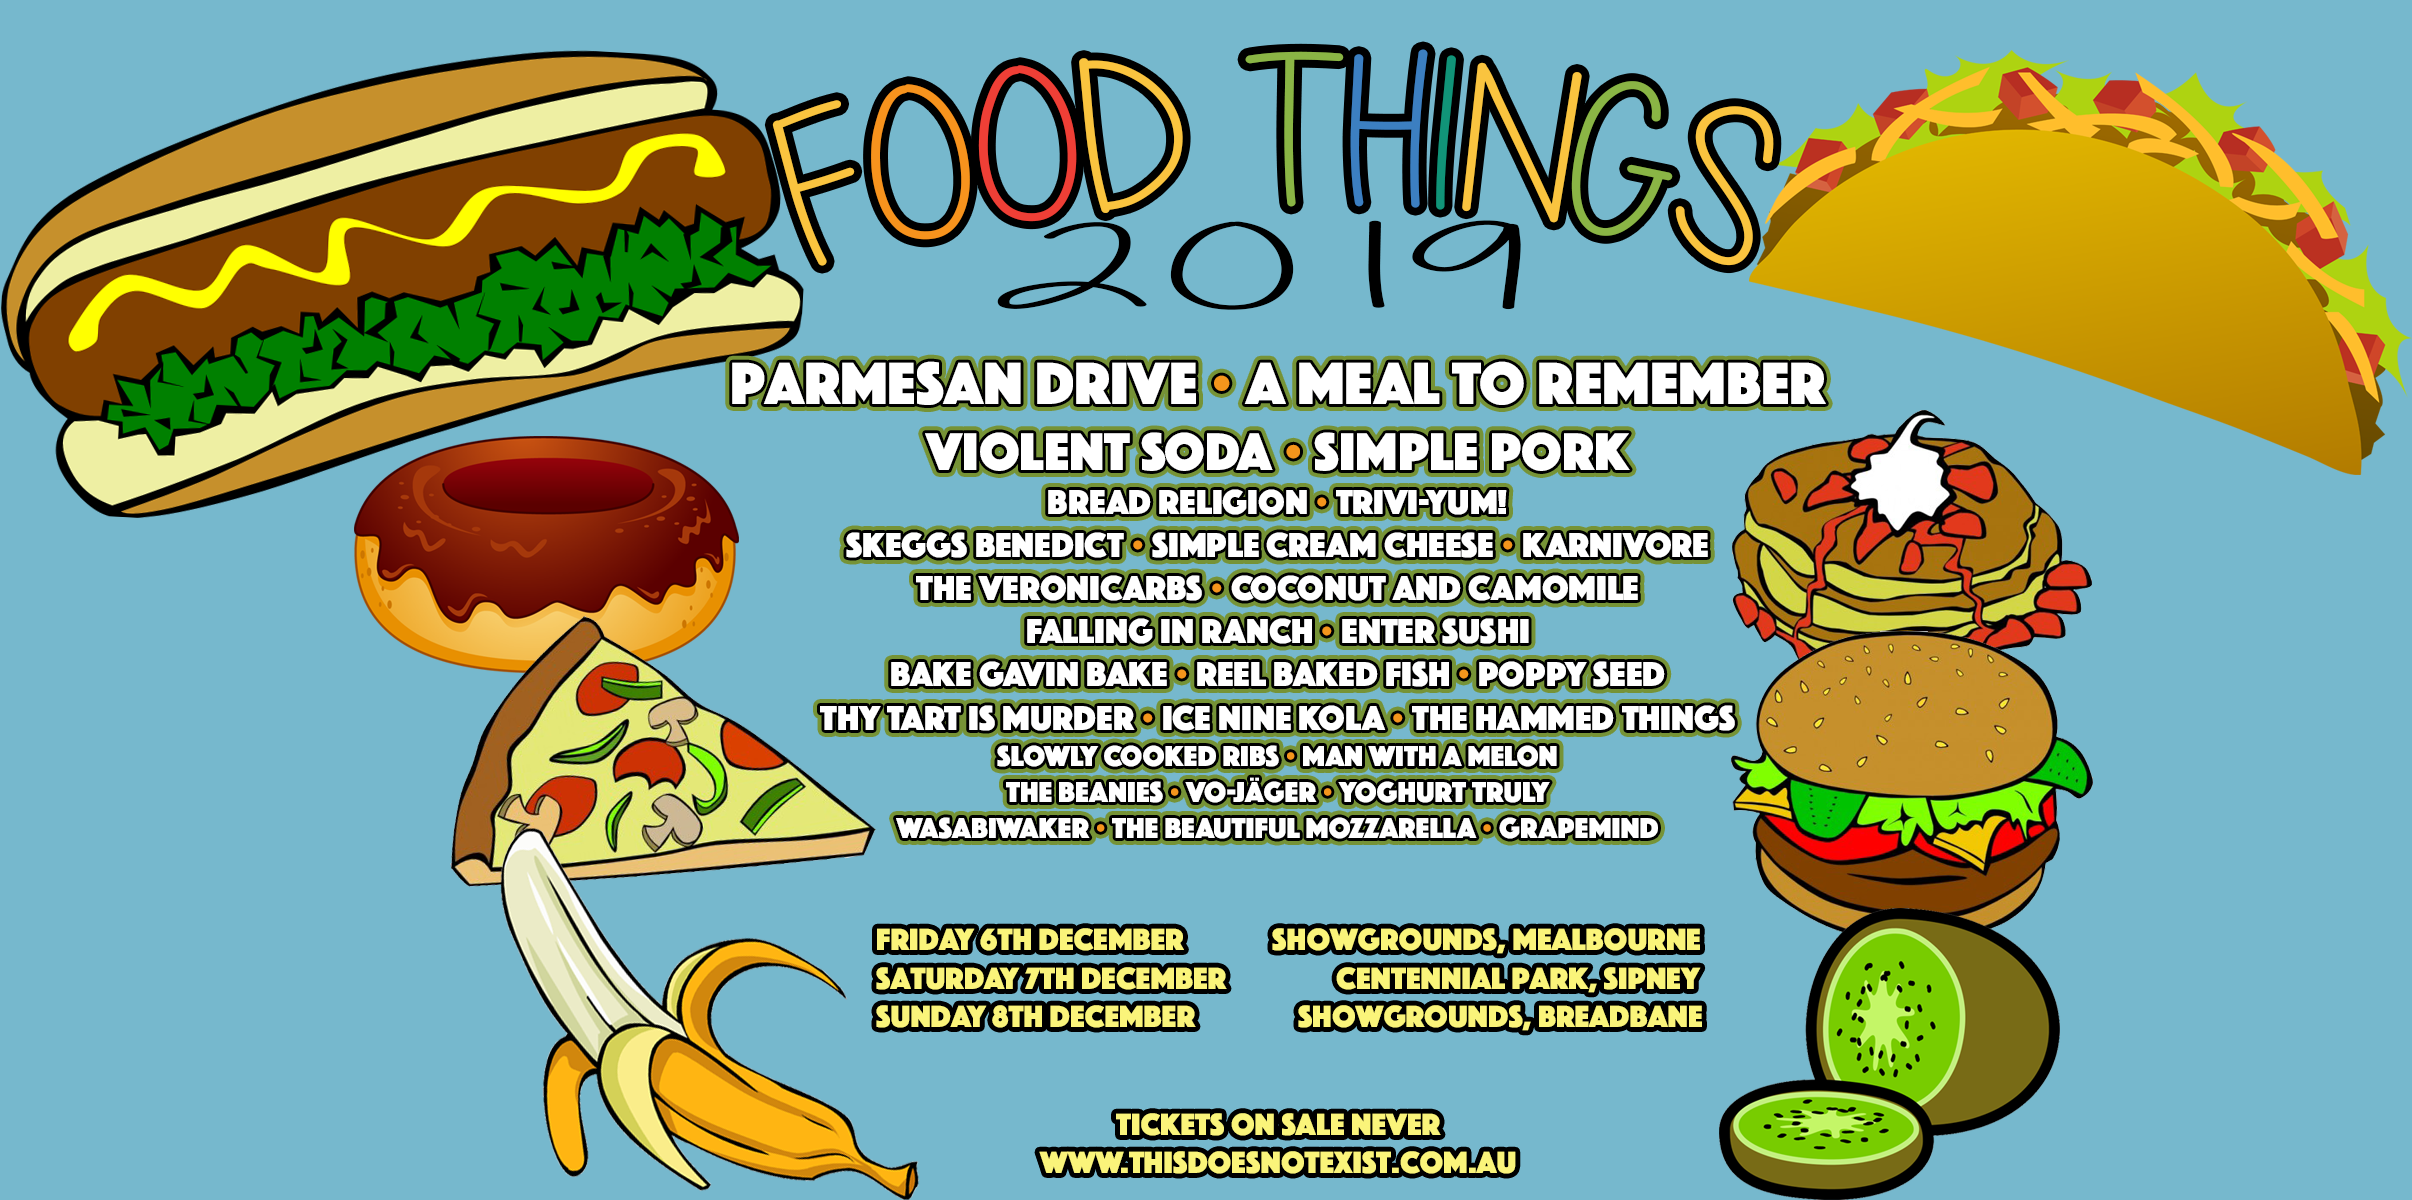 FOOD THINGS
2019
PARMESAN DRIVE • A MEAL TO REMEMBER
VIOLENT SODA • SIMPLE PORK
BREAD RELIGION • TRIVI-YUM!
SKEGGS BENEDICT • SIMPLE CREAM CHEESE • KARNIVORE
THE VERONICARBS • COCONUT AND CAMOMILE
FALLING IN RANCH • ENTER SUSHI
BAKE GAVIN BAKE • REEL BAKED FISH • POPPY SEED
THY TART IS MURDER • ICE NINE KOLA • THE HAMMED THINGS
SLOWLY COOKED RIBS • MAN WITH A MELON
THE BEANIES • VO-JÄGER • YOGHURT TRULY
WASABIWAKER • THE BEAUTIFUL MOZZARELLA • GRAPEMIND
FRIDAY 6TH DECEMBER SHOWGROUNDS, MEALBOURNE
SATURDAY 7TH DECEMBER CENTENNIAL PARK, SIPNEY
SUNDAY 8TH DECEMBER SHOWGROUNDS, BREADBANE
TICKETS ON SALE NEVER
WWW.THISDOESNOTEXIST.COM.AU